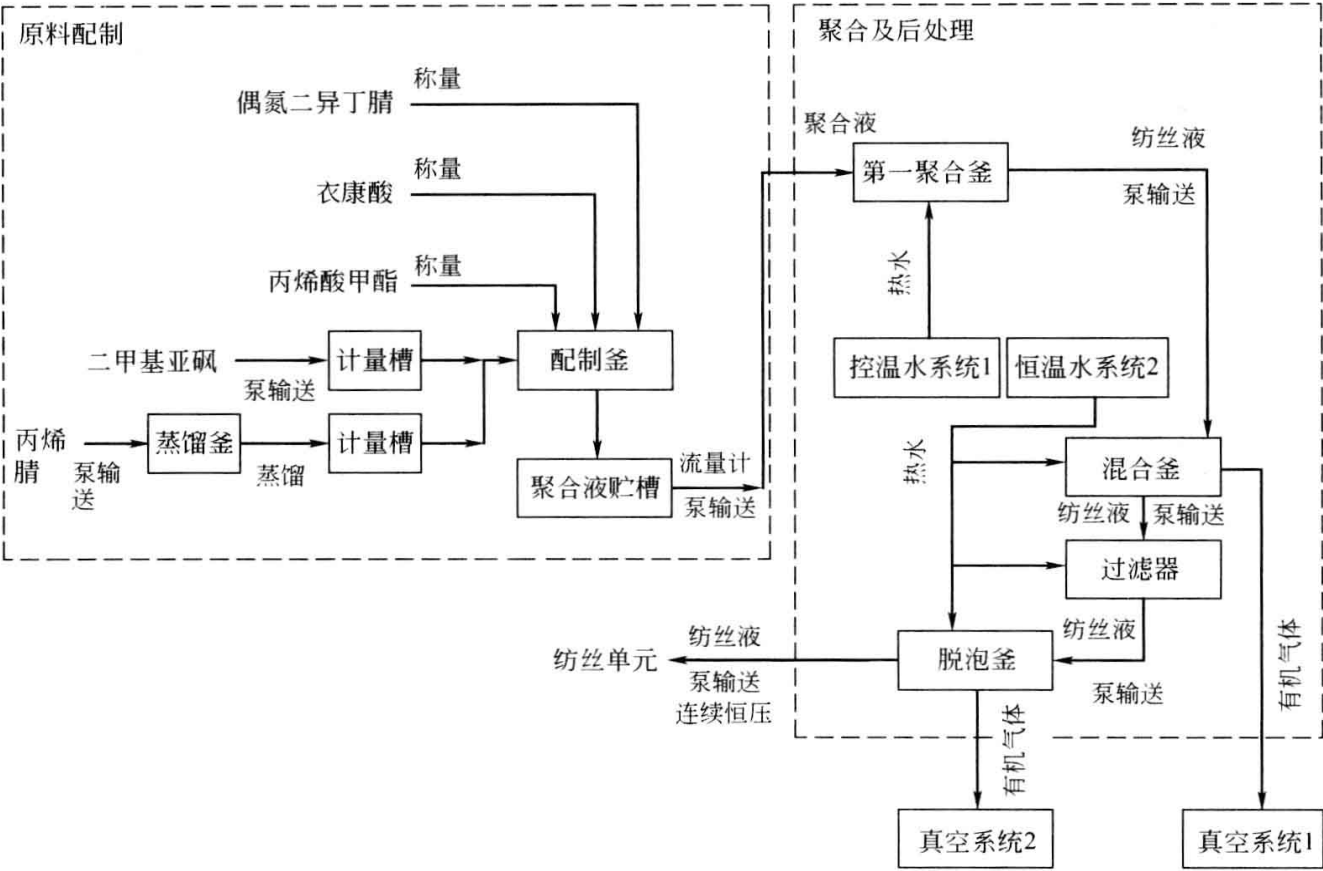 原料配制
偶氮二异丁腈
称量
衣康酸
称量
丙烯酸甲酯
称量
二甲基亚砜
泵输送
计量槽
配制釜
丙烯
腈
泵输
送
蒸馏釜
蒸馏
计量槽
聚合液贮槽
流量计
泵输送
聚合及后处理
聚合液
第一聚合釜
纺丝液
泵输送
热水
控温水系统1
恒温水系统2
热水
混合釜
纺丝液
泵输送
过滤器
纺丝液
泵输送
脱泡釜
纺丝液
泵输送
连续恒压
纺丝单元
有机气体
有机气体
真空系统2
真空系统1